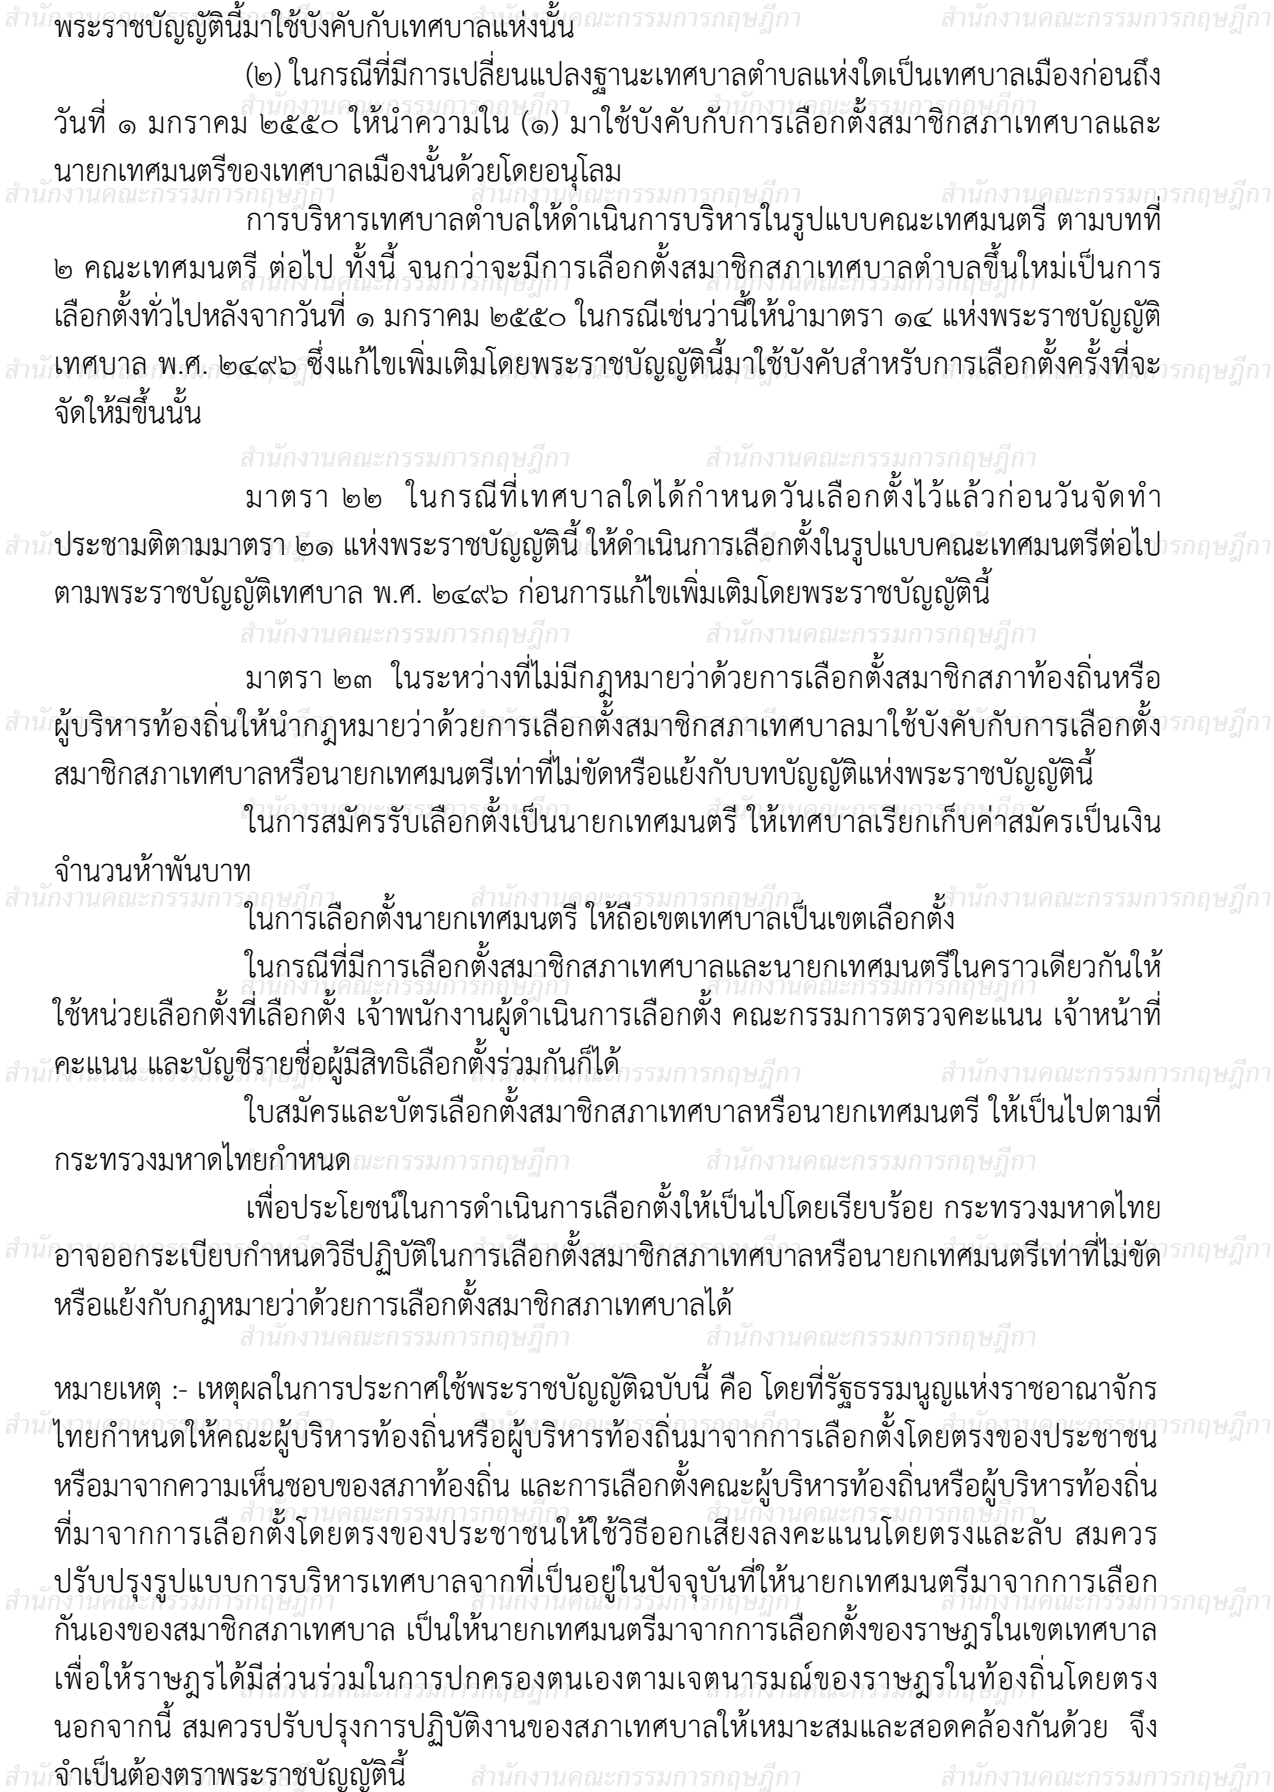 พระราชบัญญัตินี้มาใช้บังคับกับเทศบาลแห่งนั้น
(๒) ในกรณีที่มีการเปลี่ยนแปลงฐานะเทศบาลตำบลแห่งใดเป็นเทศบาลเมืองก่อนถึง
วันที่ ๑ มกราคม ๒๕๕๐ ให้นำความใน (๑) มาใช้บังคับกับการเลือกตั้งสมาชิกสภาเทศบาลและ
นายกเทศมนตรีของเทศบาลเมืองนั้นด้วยโดยอนุโลม
การบริหารเทศบาลตำบลให้ดำเนินการบริหารในรูปแบบคณะเทศมนตรี ตามบทที่
๒ คณะเทศมนตรี ต่อไป ทั้งนี้ จนกว่าจะมีการเลือกตั้งสมาชิกสภาเทศบาลตำบลขึ้นใหม่เป็นการ
เลือกตั้งทั่วไปหลังจากวันที่ ๑ มกราคม ๒๕๕๐ ในกรณีเช่นว่านี้ให้นำมาตรา ๑๔ แห่งพระราชบัญญัติ
เทศบาล พ.ศ. ๒๔๙๖ ซึ่งแก้ไขเพิ่มเติมโดยพระราชบัญญัตินี้มาใช้บังคับสำหรับการเลือกตั้งครั้งที่จะ
จัดให้มีขึ้นนั้น
มาตรา ๒๒ ในกรณีที่เทศบาลใดได้กำหนดวันเลือกตั้งไว้แล้วก่อนวันจัดทำ
ประชามติตามมาตรา ๒๑ แห่งพระราชบัญญัตินี้ ให้ดำเนินการเลือกตั้งในรูปแบบคณะเทศมนตรีต่อไป
ตามพระราชบัญญัติเทศบาล พ.ศ. ๒๔๙๖ ก่อนการแก้ไขเพิ่มเติมโดยพระราชบัญญัตินี้
มาตรา ๒๓ ในระหว่างที่ไม่มีกฎหมายว่าด้วยการเลือกตั้งสมาชิกสภาท้องถิ่นหรือ
ผู้บริหารท้องถิ่นให้นำกฎหมายว่าด้วยการเลือกตั้งสมาชิกสภาเทศบาลมาใช้บังคับกับการเลือกตั้ง
สมาชิกสภาเทศบาลหรือนายกเทศมนตรีเท่าที่ไม่ขัดหรือแย้งกับบทบัญญัติแห่งพระราชบัญญัตินี้
ในการสมัครรับเลือกตั้งเป็นนายกเทศมนตรี ให้เทศบาลเรียกเก็บค่าสมัครเป็นเงิน
จำนวนห้าพันบาท
ในการเลือกตั้งนายกเทศมนตรี ให้ถือเขตเทศบาลเป็นเขตเลือกตั้ง
ในกรณีที่มีการเลือกตั้งสมาชิกสภาเทศบาลและนายกเทศมนตรีในคราวเดียวกันให้
ใช้หน่วยเลือกตั้งที่เลือกตั้ง เจ้าพนักงานผู้ดำเนินการเลือกตั้ง คณะกรรมการตรวจคะแนน เจ้าหน้าที่
คะแนน และบัญชีรายชื่อผู้มีสิทธิเลือกตั้งร่วมกันก็ได้
ใบสมัครและบัตรเลือกตั้งสมาชิกสภาเทศบาลหรือนายกเทศมนตรี ให้เป็นไปตามที่
กระทรวงมหาดไทยกำหนด
เพื่อประโยชน์ในการดำเนินการเลือกตั้งให้เป็นไปโดยเรียบร้อย กระทรวงมหาดไทย
อาจออกระเบียบกำหนดวิธีปฏิบัติในการเลือกตั้งสมาชิกสภาเทศบาลหรือนายกเทศมนตรีเท่าที่ไม่ขัด
หรือแย้งกับกฎหมายว่าด้วยการเลือกตั้งสมาชิกสภาเทศบาลได้
หมายเหตุ :- เหตุผลในการประกาศใช้พระราชบัญญัติฉบับนี้ คือ โดยที่รัฐธรรมนูญแห่งราชอาณาจักร
ไทยกำหนดให้คณะผู้บริหารท้องถิ่นหรือผู้บริหารท้องถิ่นมาจากการเลือกตั้งโดยตรงของประชาชน
หรือมาจากความเห็นชอบของสภาท้องถิ่น และการเลือกตั้งคณะผู้บริหารท้องถิ่นหรือผู้บริหารท้องถิ่น
ที่มาจากการเลือกตั้งโดยตรงของประชาชนให้ใช้วิธีออกเสียงลงคะแนนโดยตรงและลับ สมควร
ปรับปรุงรูปแบบการบริหารเทศบาลจากที่เป็นอยู่ในปัจจุบันที่ให้นายกเทศมนตรีมาจากการเลือก
กันเองของสมาชิกสภาเทศบาล เป็นให้นายกเทศมนตรีมาจากการเลือกตั้งของราษฎรในเขตเทศบาล
เพื่อให้ราษฎรได้มีส่วนร่วมในการปกครองตนเองตามเจตนารมณ์ของราษฎรในท้องถิ่นโดยตรง
นอกจากนี้ สมควรปรับปรุงการปฏิบัติงานของสภาเทศบาลให้เหมาะสมและสอดคล้องกันด้วย จึง
จำเป็นต้องตราพระราชบัญญัตินี้